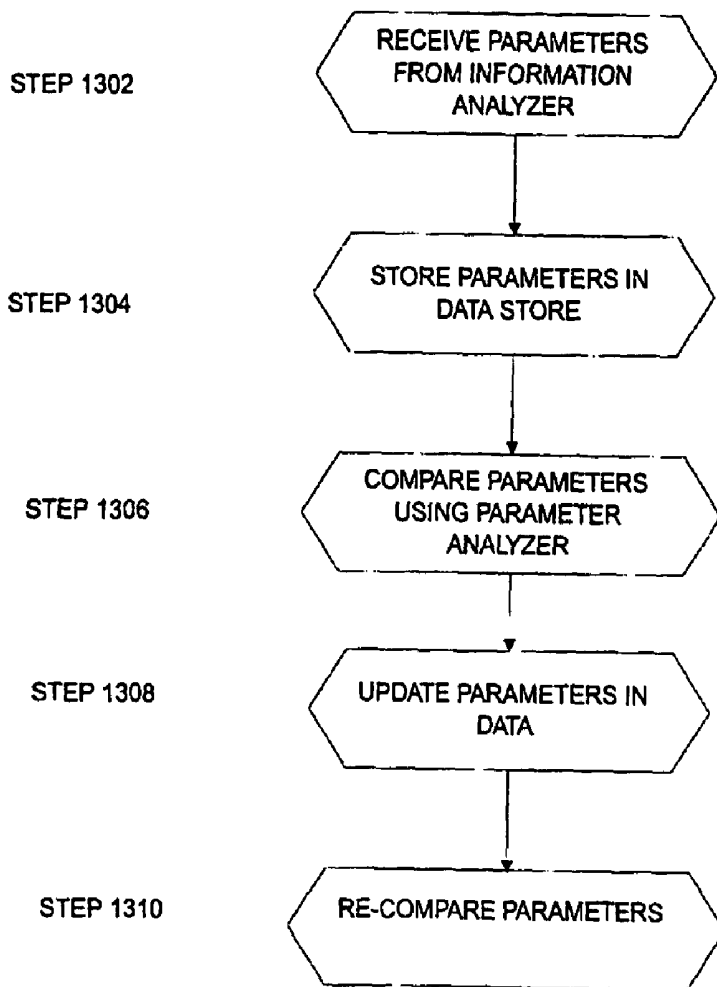 STEP 1302
RECEIVE PARAMETERS
FROM INFORMATION
ANALYZER
STEP 1304
STORE PARAMETERS IN
DATA STORE
STEP 1306
COMPARE PARAMETERS
USING PARAMETER
ANALYZER
STEP 1308
UPDATE PARAMETERS IN
DATA
STEP 1310
RE-COMPARE PARAMETERS